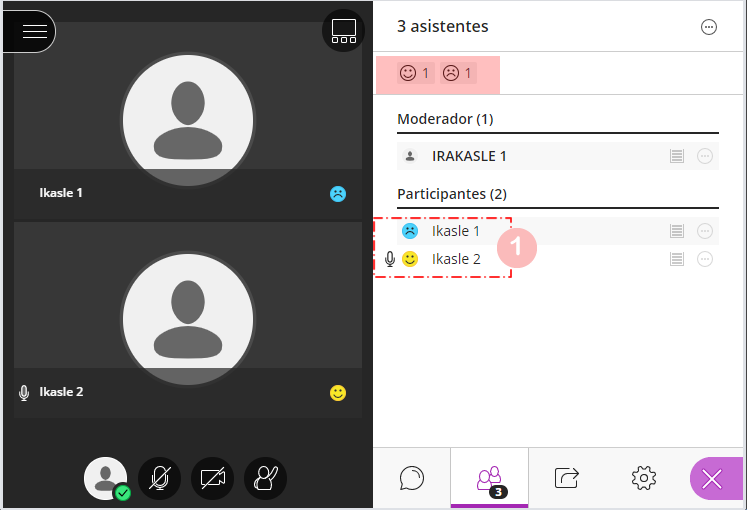 Ikasle 1
Ikasle 2
3 asistentes
1 1
Moderador (1)
IRAKASLE 1
Participantes (2)
Ikasle 1
Ikasle 2
1
3